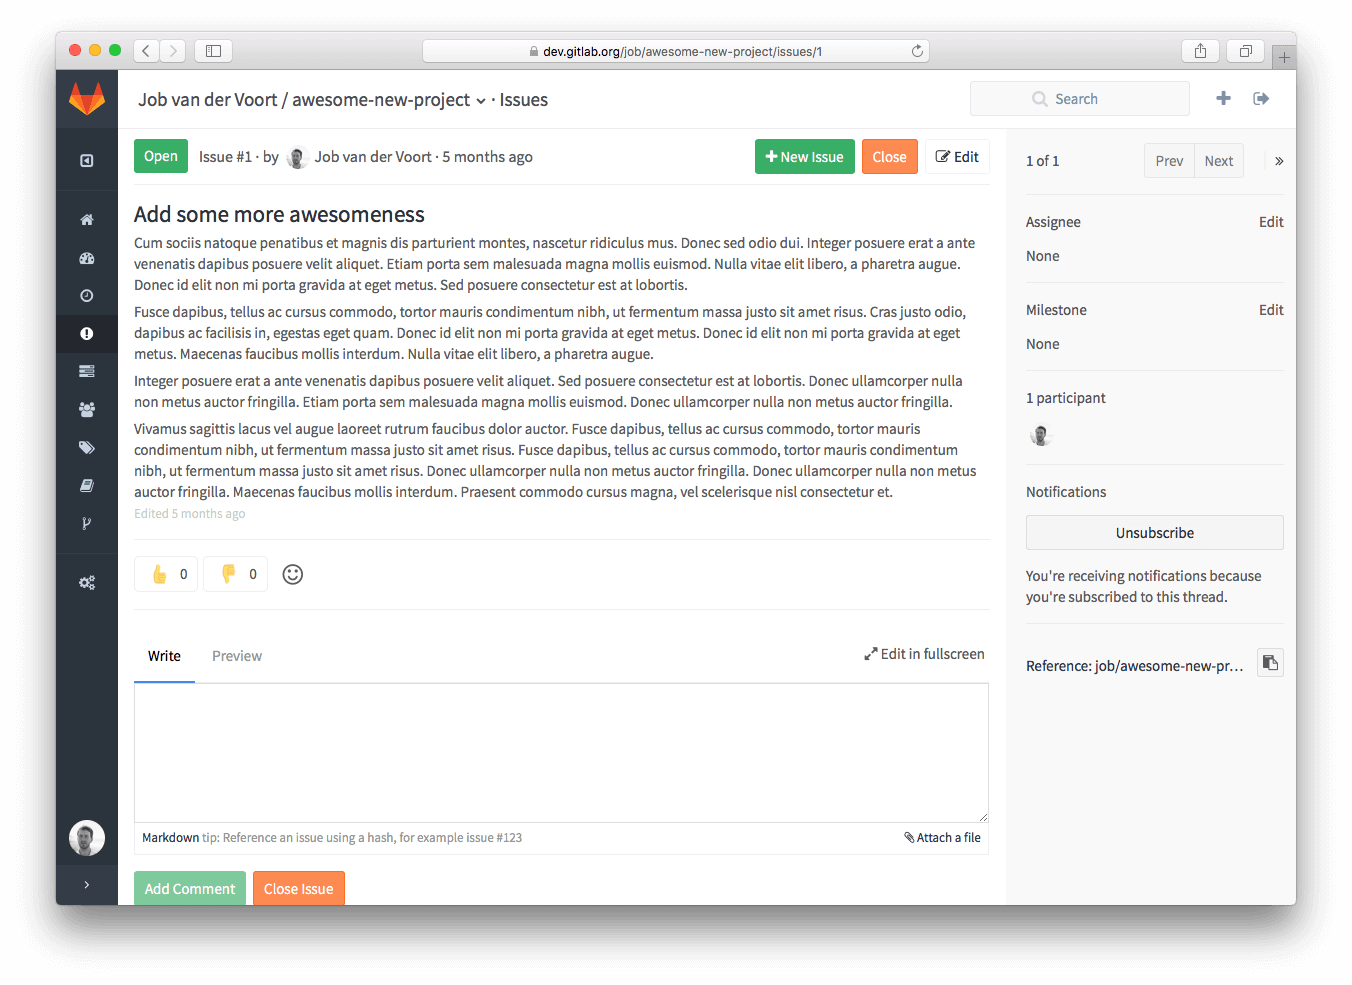 dev.gitlab.org/job/awesome-new-project/issues/1
Job van der Voort / awesome-new-project · Issues
Search
Open
Issue #1 · by Job van der Voort · 5 months ago
New Issue
Close
Edit
1 of 1
Prev
Next
Add some more awesomeness
Cum sociis natoque penatibus et magnis dis parturient montes, nascetur ridiculus mus. Donec sed odio dui. Integer posuere erat a ante
venenatis dapibus posuere velit aliquet. Etiam porta sem malesuada magna mollis euismod. Nulla vitae elit libero, a pharetra augue.
Donec id elit non mi porta gravida at eget metus. Sed posuere consectetur est at lobortis.
Fusce dapibus, tellus ac cursus commodo, tortor mauris condimentum nibh, ut fermentum massa justo sit amet risus. Cras justo odio,
dapibus ac facilisis in, egestas eget quam. Donec id elit non mi porta gravida at eget metus. Donec id elit non mi porta gravida at eget
metus. Maecenas faucibus mollis interdum. Nulla vitae elit libero, a pharetra augue.
Integer posuere erat a ante venenatis dapibus posuere velit aliquet. Sed posuere consectetur est at lobortis. Donec ullamcorper nulla
non metus auctor fringilla. Etiam porta sem malesuada magna mollis euismod. Donec ullamcorper nulla non metus auctor fringilla.
Vivamus sagittis lacus vel augue laoreet rutrum faucibus dolor auctor. Fusce dapibus, tellus ac cursus commodo, tortor mauris
condimentum nibh, ut fermentum massa justo sit amet risus. Fusce dapibus, tellus ac cursus commodo, tortor mauris condimentum
nibh, ut fermentum massa justo sit amet risus. Donec ullamcorper nulla non metus auctor fringilla. Donec ullamcorper nulla non metus
auctor fringilla. Maecenas faucibus mollis interdum. Praesent commodo cursus magna, vel scelerisque nisl consectetur et.
Edited 5 months ago
0
0
Write
Preview
Edit in fullscreen
Markdown tip: Reference an issue using a hash, for example issue #123
Attach a file
Add Comment
Close Issue
Assignee
Edit
None
Milestone
Edit
None
1 participant
Notifications
Unsubscribe
You're receiving notifications because
you're subscribed to this thread.
Reference: job/awesome-new-pr…